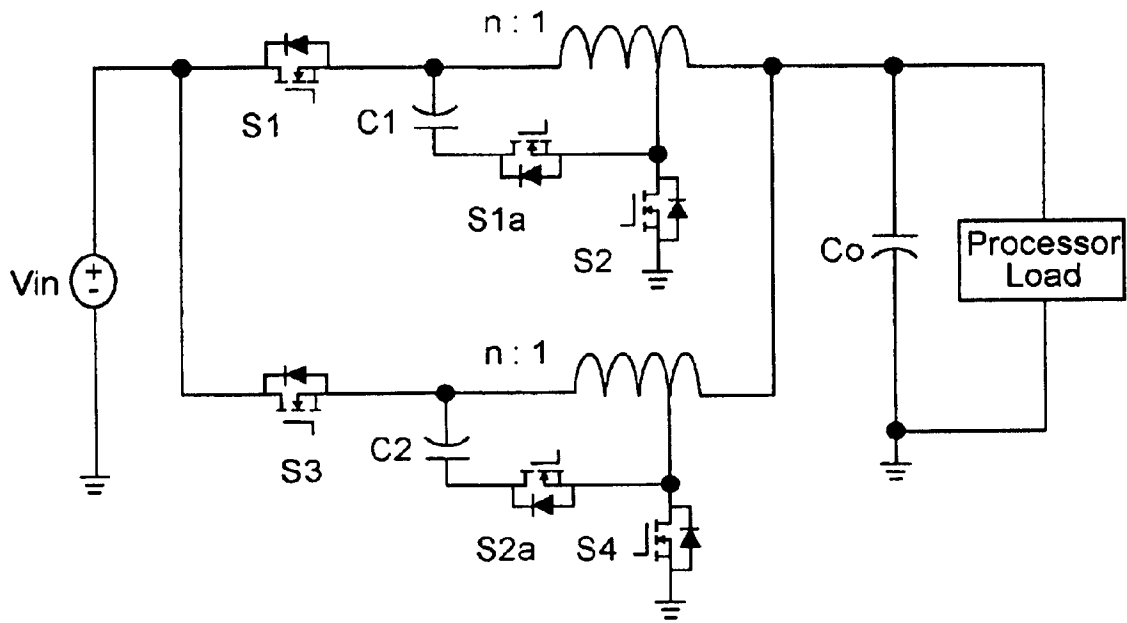 n : 1
S1
C1
S1a
S2
Co
Processor
Load
Vin
+
-
n : 1
S3
C2
S2a
S4